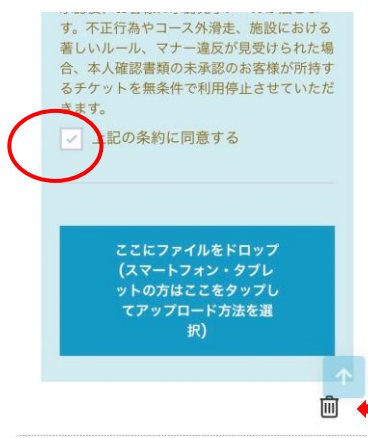 す。不正行為やコース外滑走、施設における
著しいルール、マナー違反が見受けられた場
合、本人確認書類の未承認のお客様が所持す
るチケットを無条件で利用停止させていただ
きます。
上記の条約に同意する
ここにファイルをドロップ
(スマートフォン・タブレ
ットの方はここをタップし
てアップロード方法を選
択)